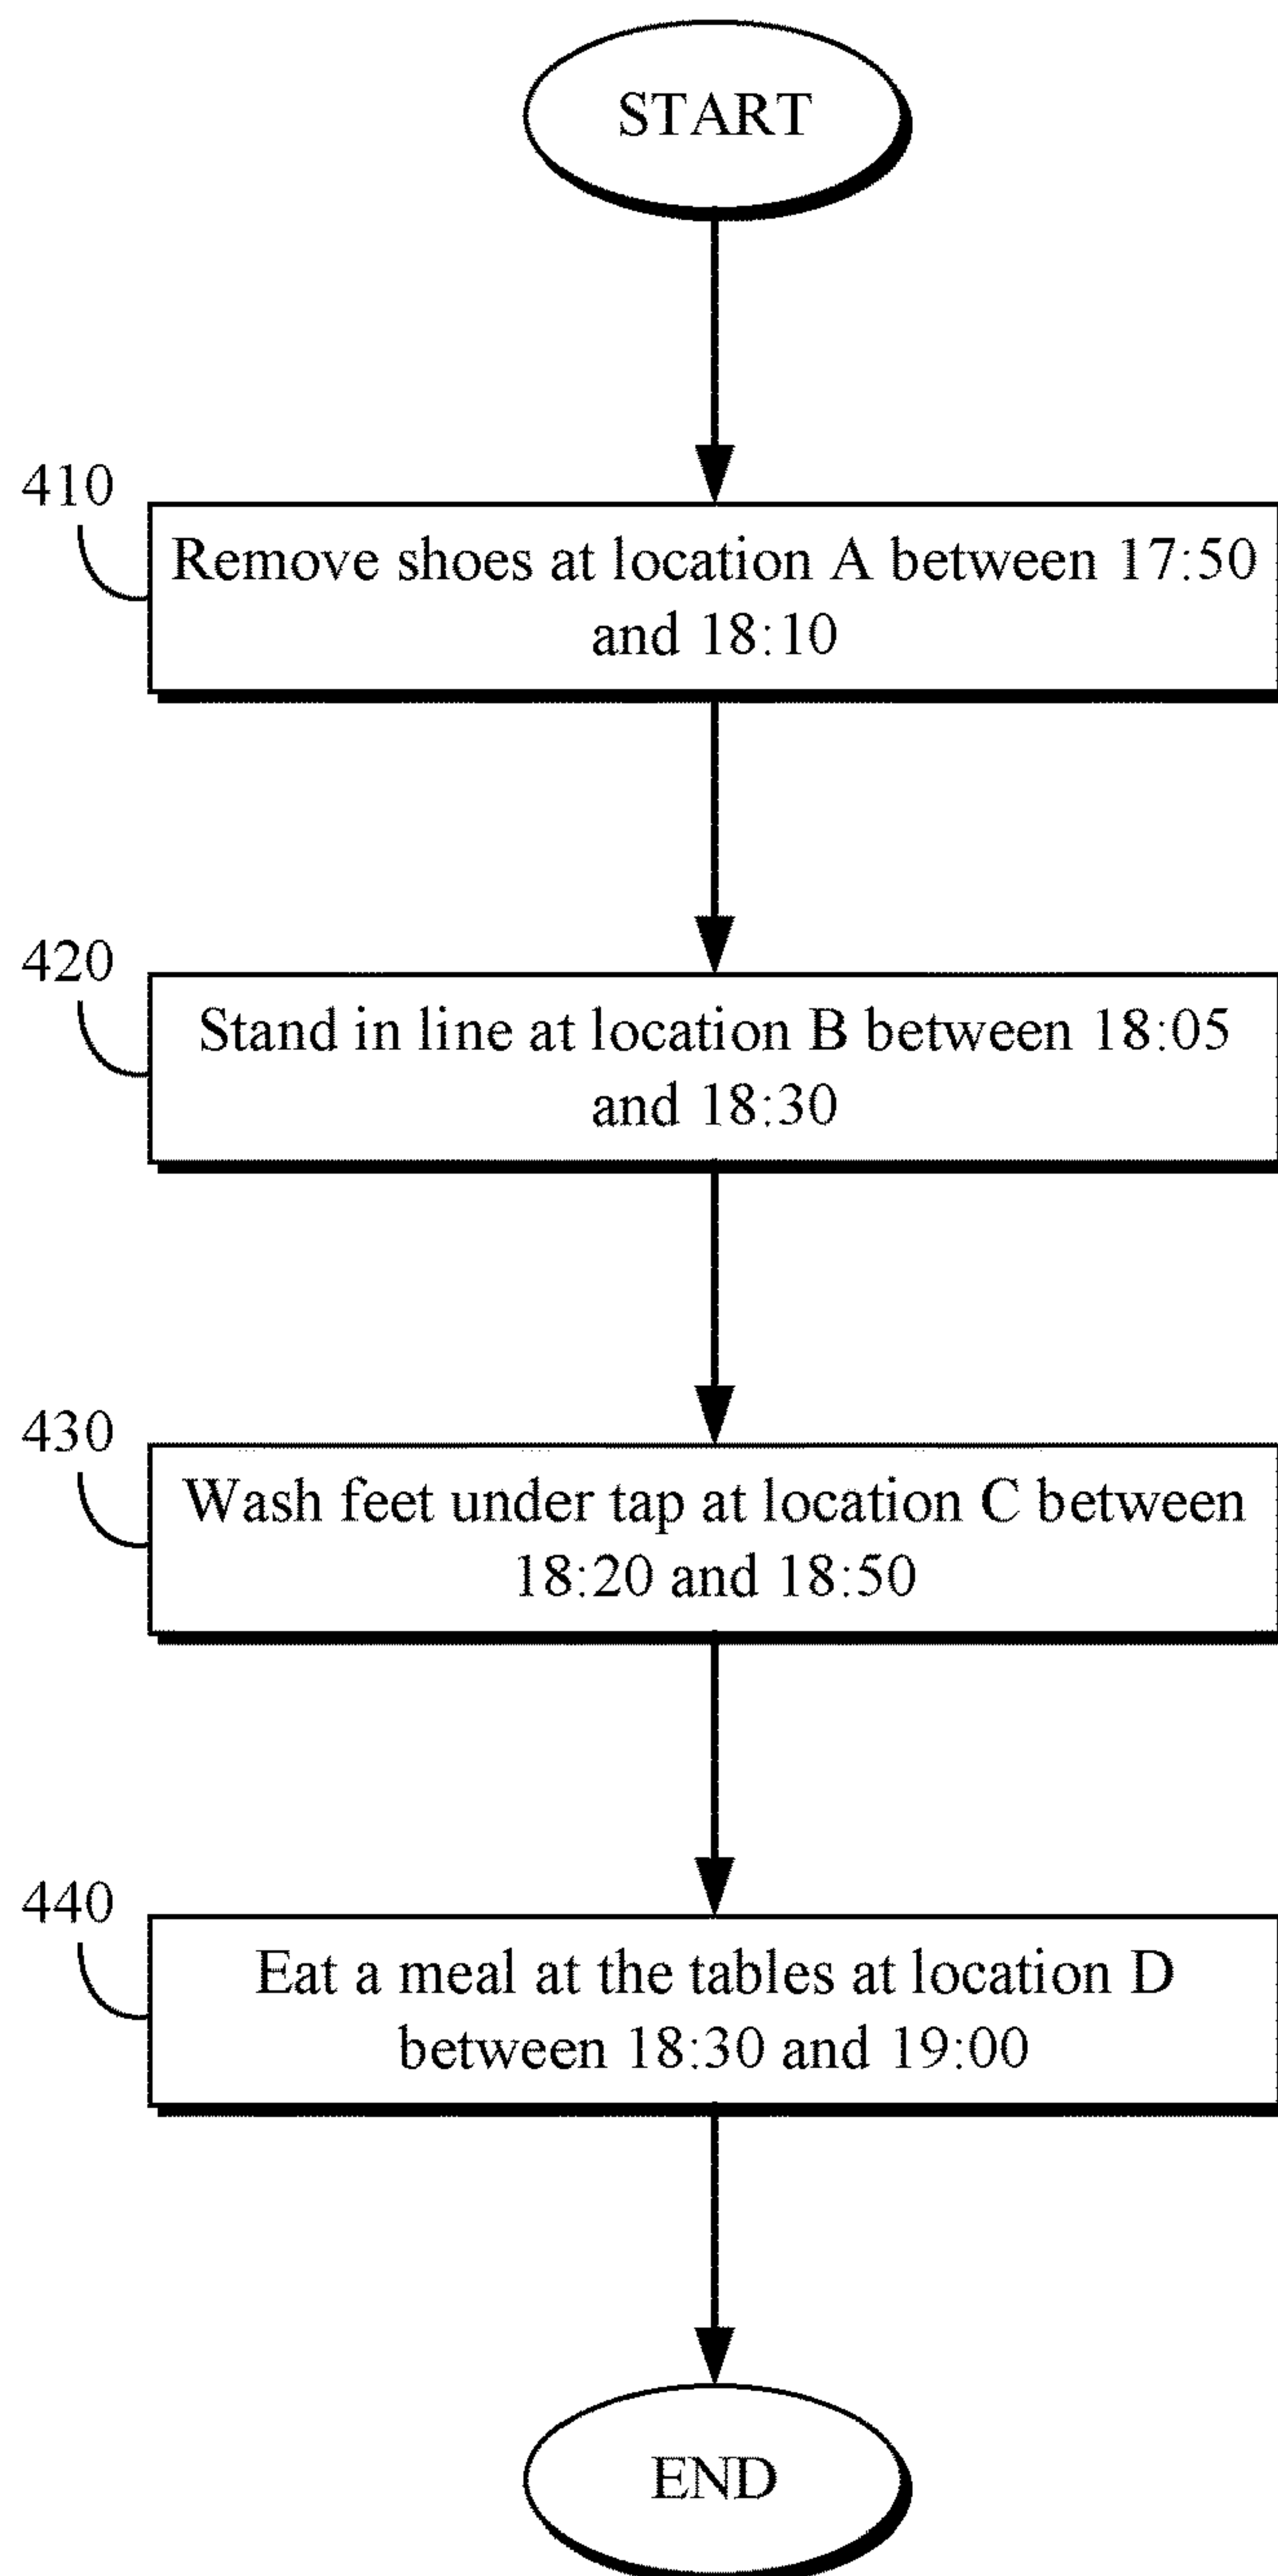 START
410
Remove shoes at location A between 17:50
and 18:10
420
Stand in line at location B between 18:05
and 18:30
430
Wash feet under tap at location C between
18:20 and 18:50
440
Eat a meal at the tables at location D
between 18:30 and 19:00
END